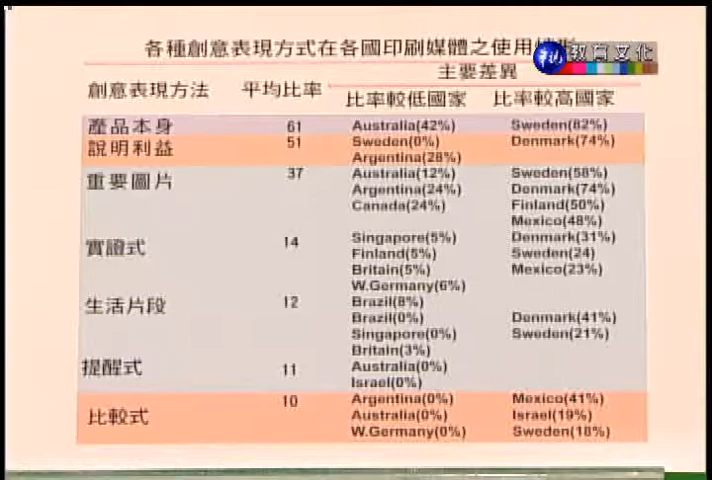 各種創意表現方式在各國印刷媒體之使用
華視 教育文化
主要差異
創意表現方法 平均比率 比率較低國家 比率較高國家
產品本身 61 Australia(42%) Sweden(82%)
說明利益 51 Sweden(0%) Denmark(74%)
Argentina(28%)
重要圖片 37 Australia(12%) Sweden(58%)
Argentina(24%) Denmark(74%)
Canada(24%) Finland(50%)
Mexico(48%)
實證式 14 Singapore(5%) Denmark(31%)
Finland(5%) Sweden(24)
Britain(5%) Mexico(23%)
W.Germany(6%)
生活片段 12 Brazil(8%)
Brazil(0%) Denmark(41%)
Singapore(0%) Sweden(21%)
Britain(3%)
提醒式 11 Australia(0%)
Israel(0%)
比較式 10 Argentina(0%) Mexico(41%)
Australia(0%) Israel(19%)
W.Germany(0%) Sweden(18%)